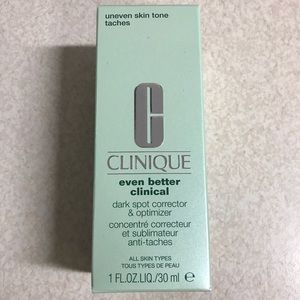 uneven skin tone
taches
C
CLINIQUE
even better
clinical
dark spot corrector
& optimizer
concentré correcteur
et sublimateur
anti-taches
ALL SKIN TYPES
TOUS TYPES DE PEAU
1 FL.OZ.LIQ./30 ml e